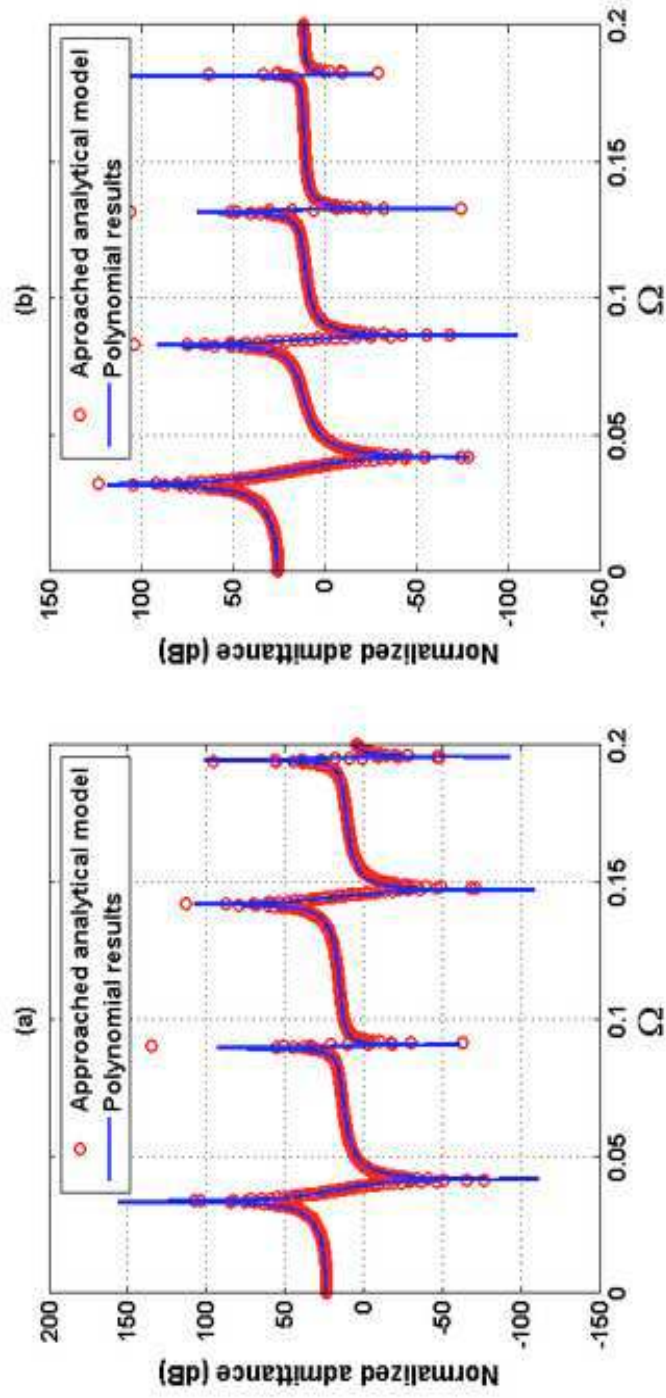 (a)
Approached analytical model
Polynomial results
Normalized admittance (dB)
200
150
100
50
0
-50
-100
-150
0
0.05
0.1
0.15
0.2
Ω
(b)
Aproached analytical model
Polynomial results
Normalized admittance (dB)
150
100
50
0
-50
-100
-150
0
0.05
0.1
0.15
0.2
Ω